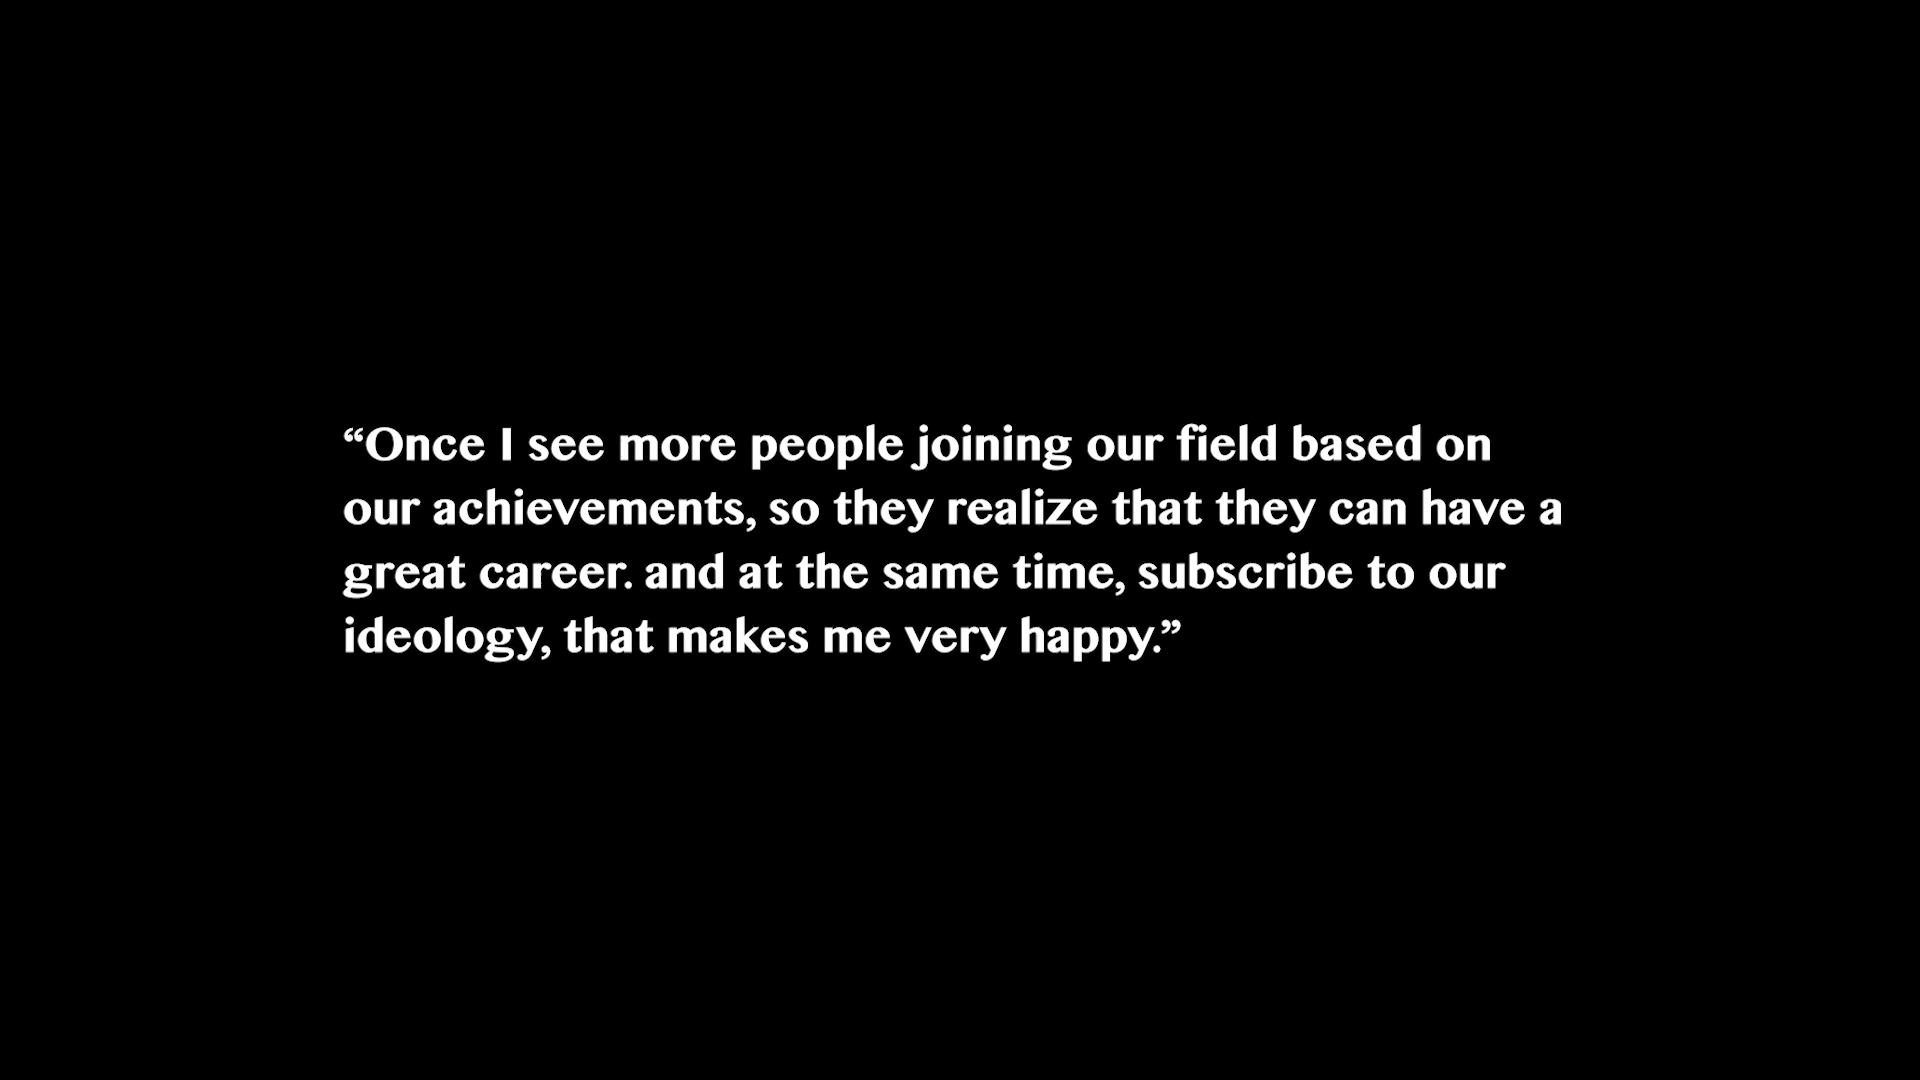 “Once I see more people joining our field based on
our achievements, so they realize that they can have a
great career. and at the same time, subscribe to our
ideology, that makes me very happy.”